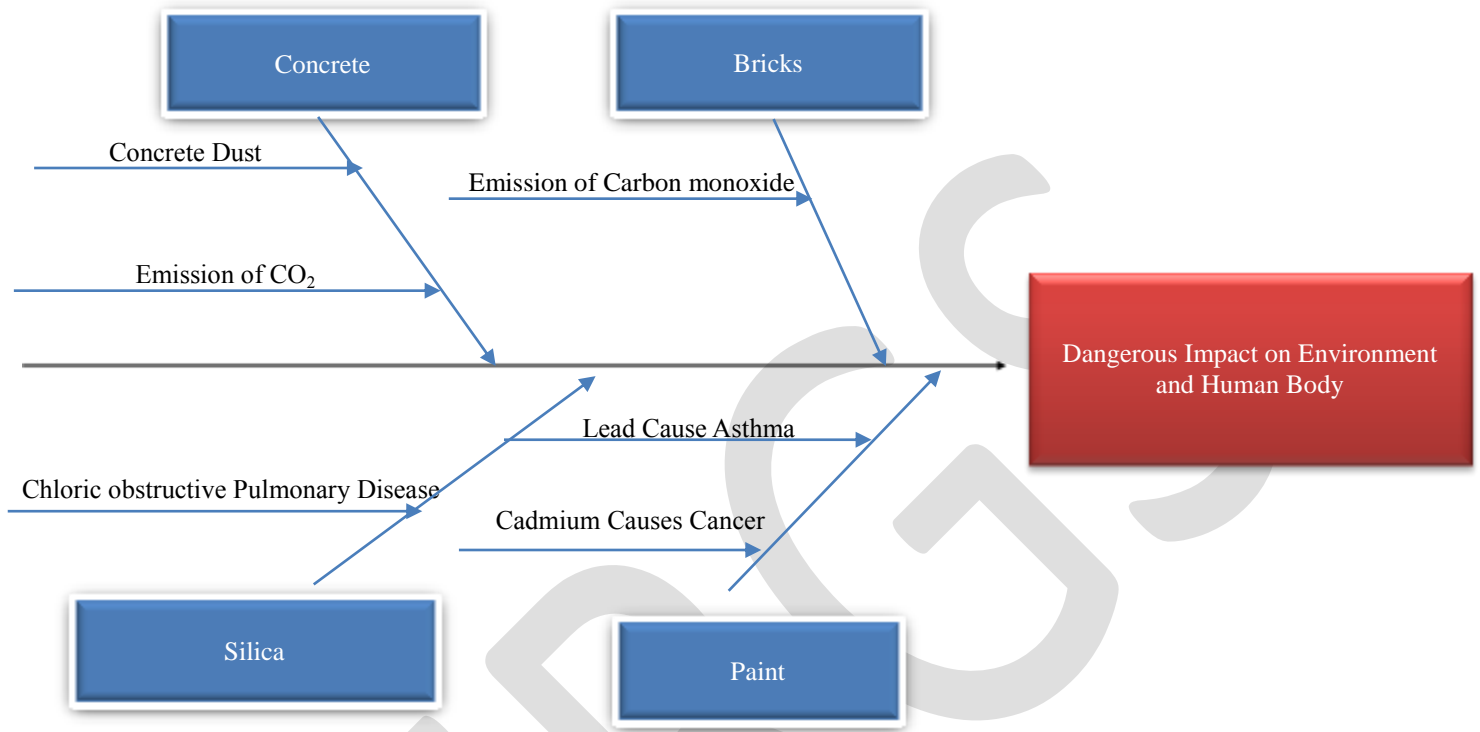 Concrete
Bricks
Concrete Dust
Emission of Carbon monoxide
Emission of CO₂
Dangerous Impact on Environment
and Human Body
Lead Cause Asthma
Chloric obstructive Pulmonary Disease
Cadmium Causes Cancer
Silica
Paint